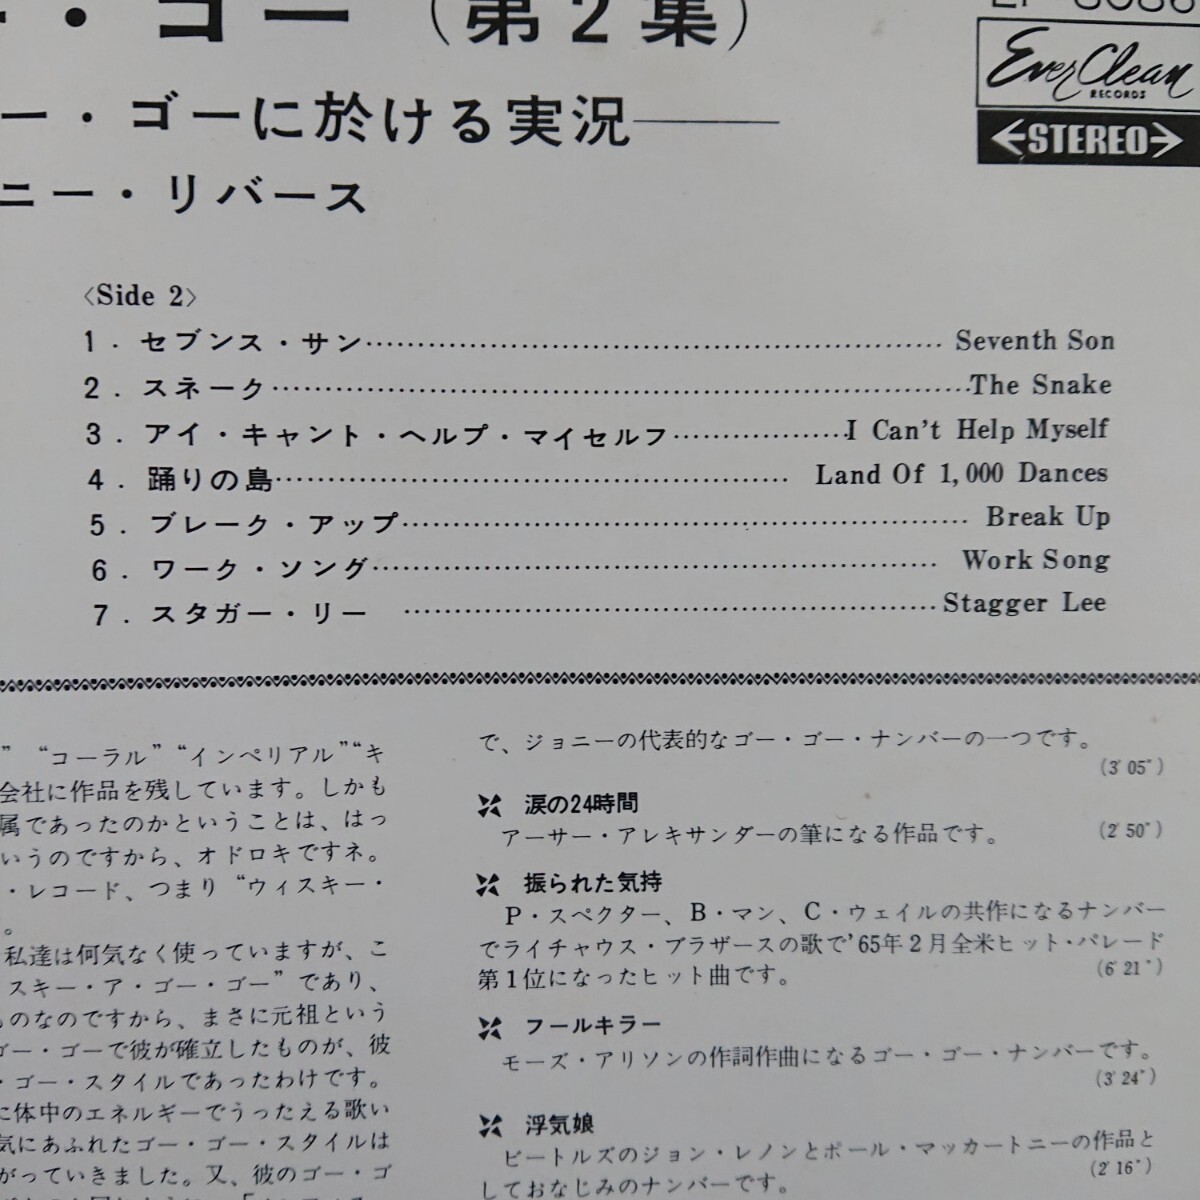 ・ゴー（第2集）
Ever Clean
RECORDS
STEREO
ー・ゴーに於ける実況――
ニー・リバース
〈Side 2〉
1．セブンス・サン…… Seventh Son
2．スネーク……The Snake
3．アイ・キャント・ヘルプ・マイセルフ……I Can't Help Myself
4．踊りの島…… Land Of 1,000 Dances
5．ブレーク・アップ…… Break Up
6．ワーク・ソング…… Work Song
7．スタガー・リー ……Stagger Lee
” “コーラル” “インペリアル” “キ
会社に作品を残しています。しかも
属であったのかということは、はっ
いうのですから、オドロキですネ。
・レコード、つまり “ウィスキー・
。
私達は何気なく使っていますが、こ
スキー・ア・ゴー・ゴー” であり、
ものなのですから、まさに元祖という
ゴー・ゴーで彼が確立したものが、彼
・ゴー・スタイルであったわけです。
に体中のエネルギーでうったえる歌い
気にあふれたゴー・ゴー・スタイルは
がっていきました。又、彼のゴー・ゴ
で、ジョニーの代表的なゴー・ゴー・ナンバーの一つです。
(3′05″)
涙の24時間
アーサー・アレキサンダーの筆になる作品です。 (2′50″)
振られた気持
P・スペクター、B・マン、C・ウェイルの共作になるナンバー
でライチャウス・ブラザースの歌で'65年2月全米ヒット・パレード
第1位になったヒット曲です。 (6′21″)
フールキラー
モーズ・アリソンの作詞作曲になるゴー・ゴー・ナンバーです。
(3′24″)
浮気娘
ビートルズのジョン・レノンとポール・マッカートニーの作品と
しておなじみのナンバーです。 (2′16″)